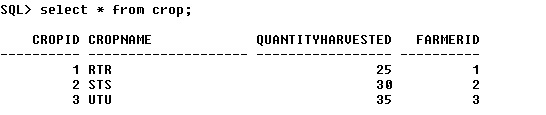 SQL> select * from crop;
CROPID CROPNAME QUANTITYHARVESTED FARMERID
---------- -------------------- ----------------- ----------
1 RTR 25 1
2 STS 30 2
3 UTU 35 3